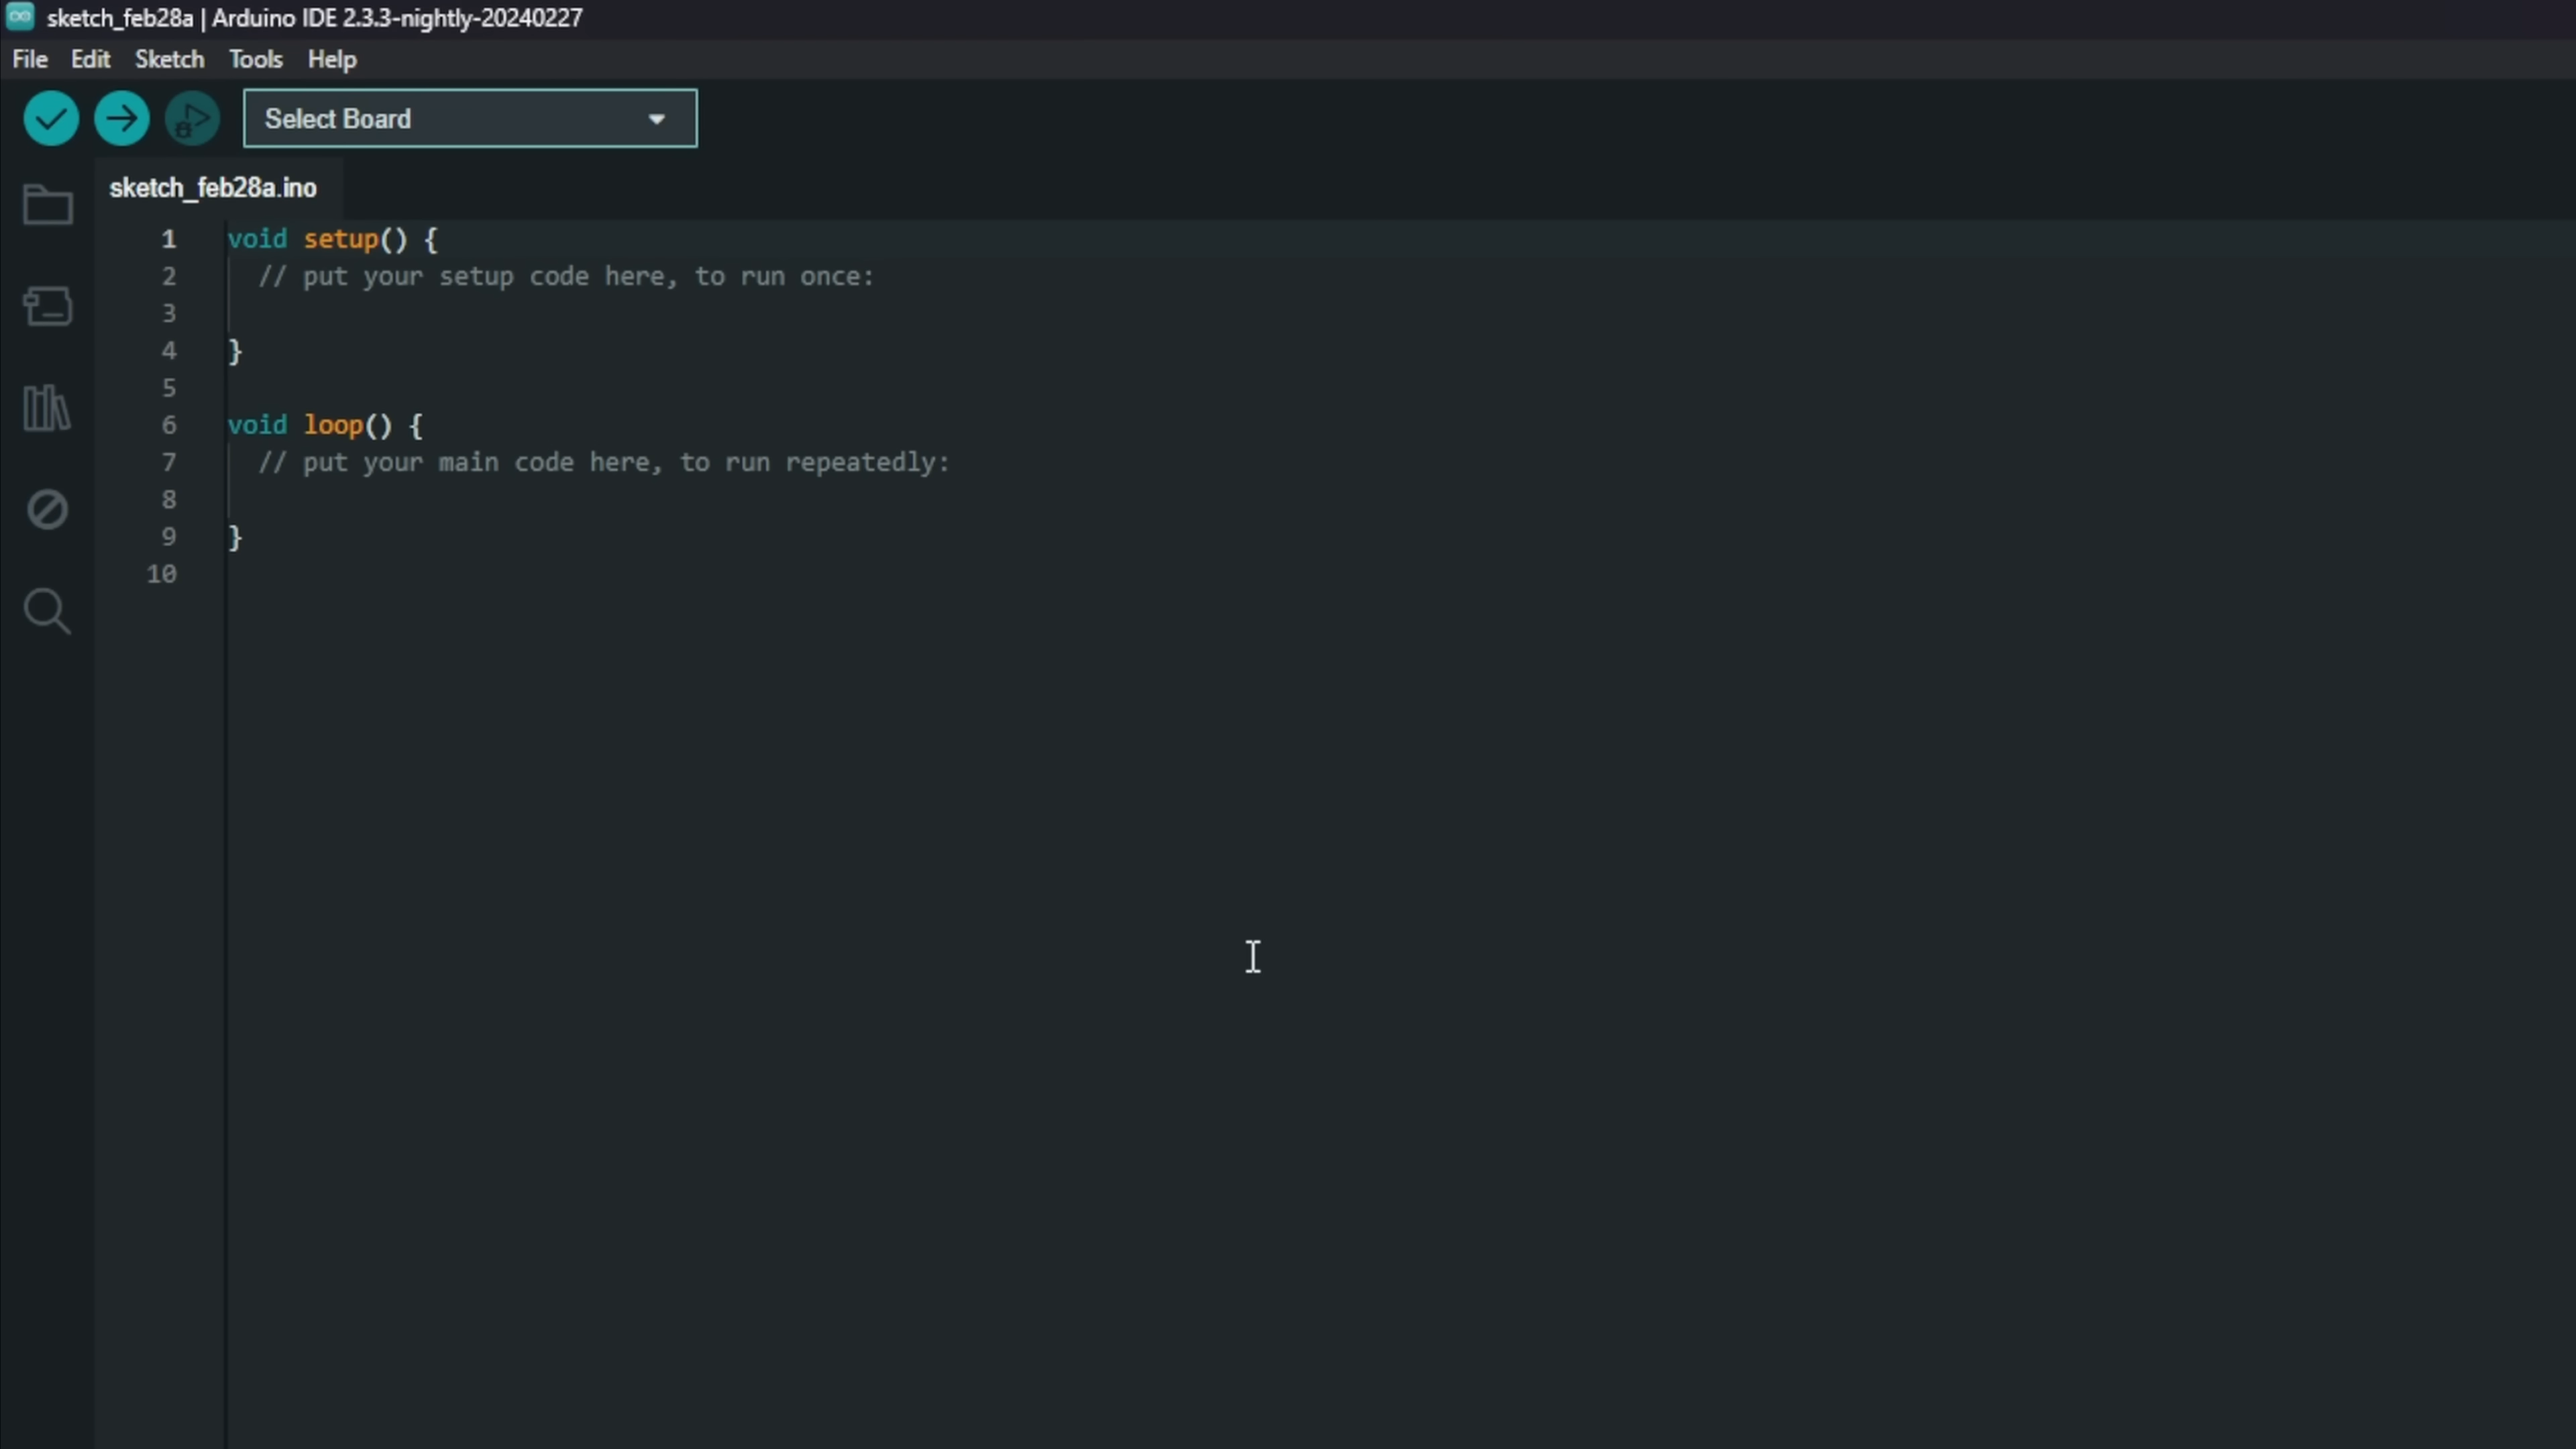 sketch_feb28a | Arduino IDE 2.3.3-nightly-20240227
File Edit Sketch Tools Help
Select Board
sketch_feb28a.ino
1 void setup() {
2 // put your setup code here, to run once:
3
4 }
5
6 void loop() {
7 // put your main code here, to run repeatedly:
8
9 }
10